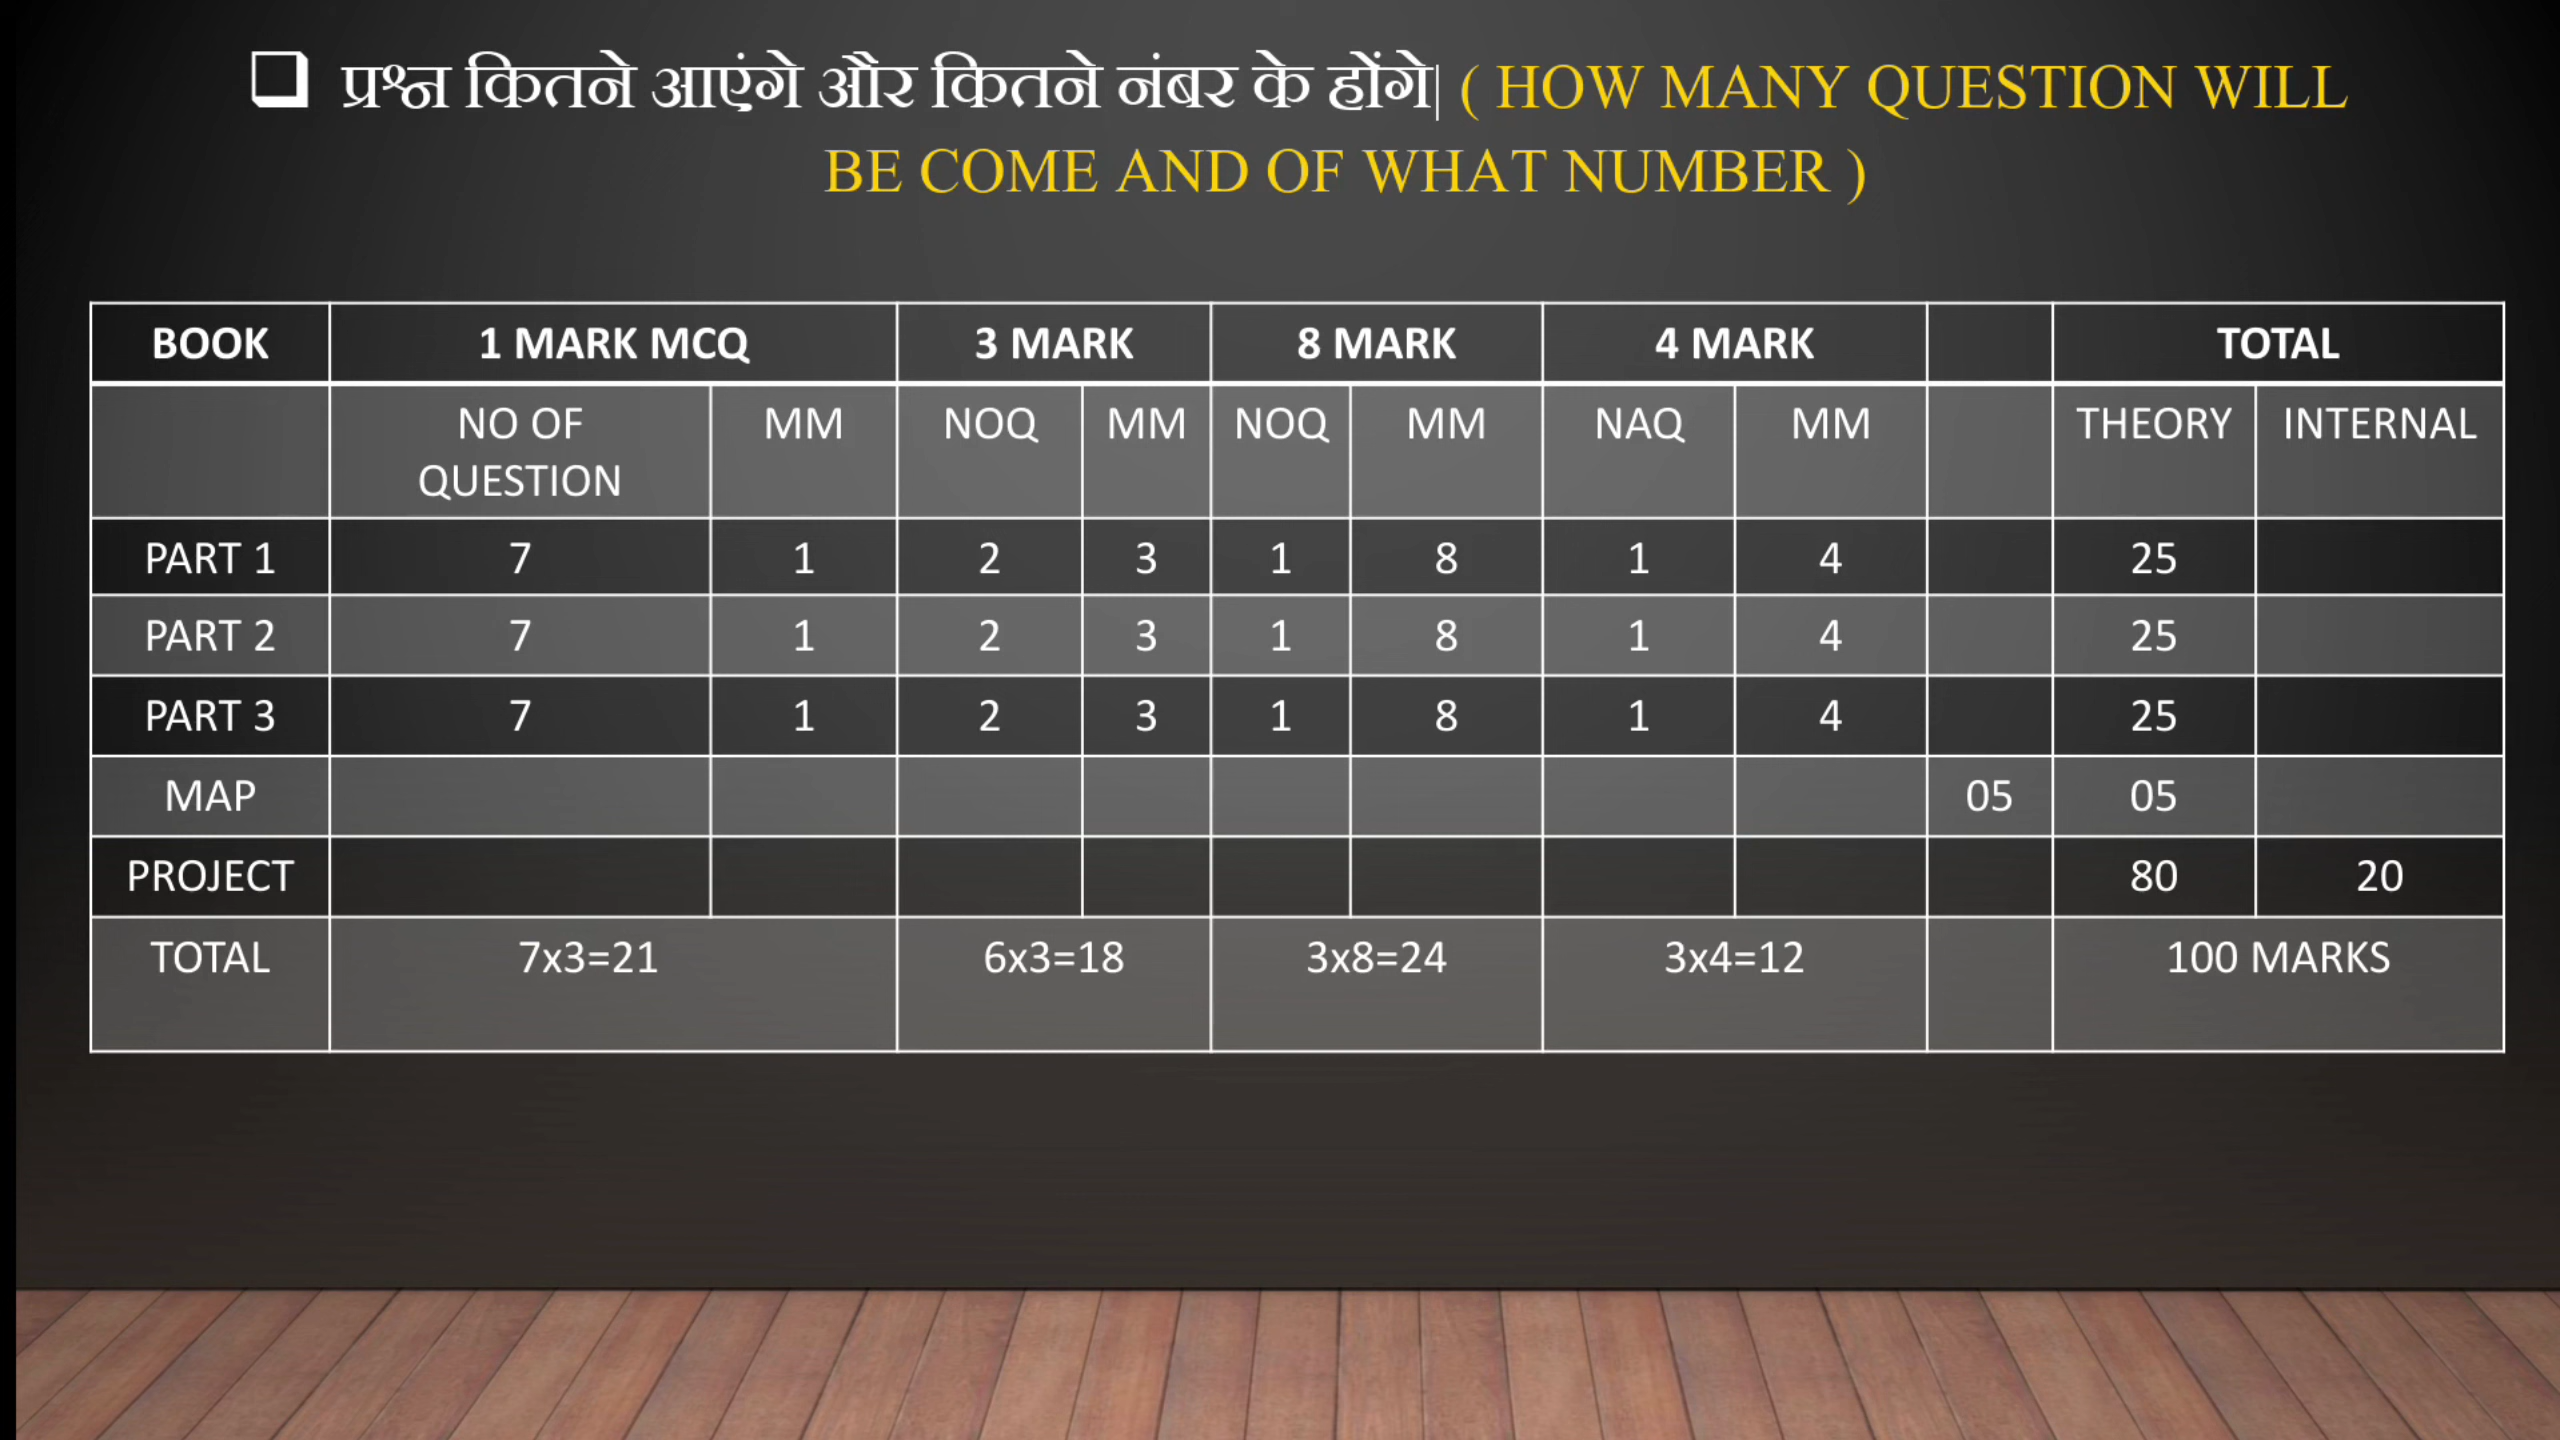 ❑ प्रश्न कितने आएंगे और कितने नंबर के होंगे| ( HOW MANY QUESTION WILL
BE COME AND OF WHAT NUMBER )
BOOK 1 MARK MCQ 3 MARK 8 MARK 4 MARK TOTAL
NO OF QUESTION MM NOQ MM NOQ MM NAQ MM THEORY INTERNAL
PART 1 7 1 2 3 1 8 1 4 25
PART 2 7 1 2 3 1 8 1 4 25
PART 3 7 1 2 3 1 8 1 4 25
MAP 05 05
PROJECT 80 20
TOTAL 7x3=21 6x3=18 3x8=24 3x4=12 100 MARKS